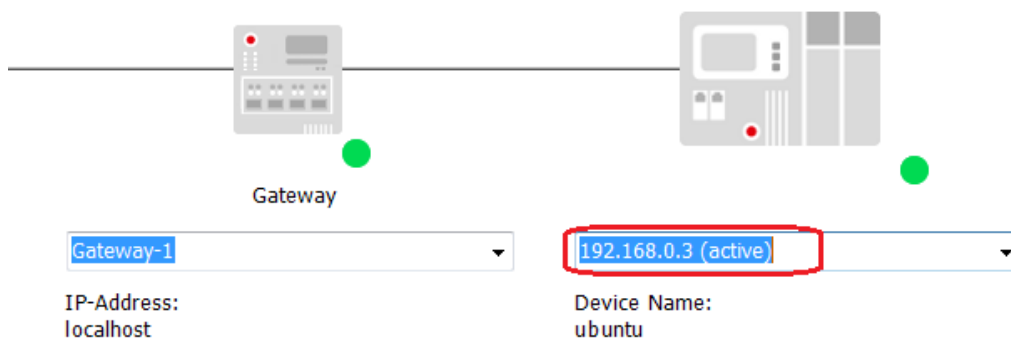 Gateway
Gateway-1
192.168.0.3 (active)
IP-Address:
localhost
Device Name:
ubuntu